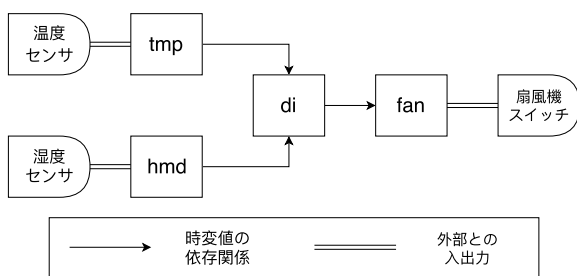 温度
センサ
tmp
di
fan
扇風機
スイッチ
湿度
センサ
hmd
時変値の
依存関係
外部との
入出力